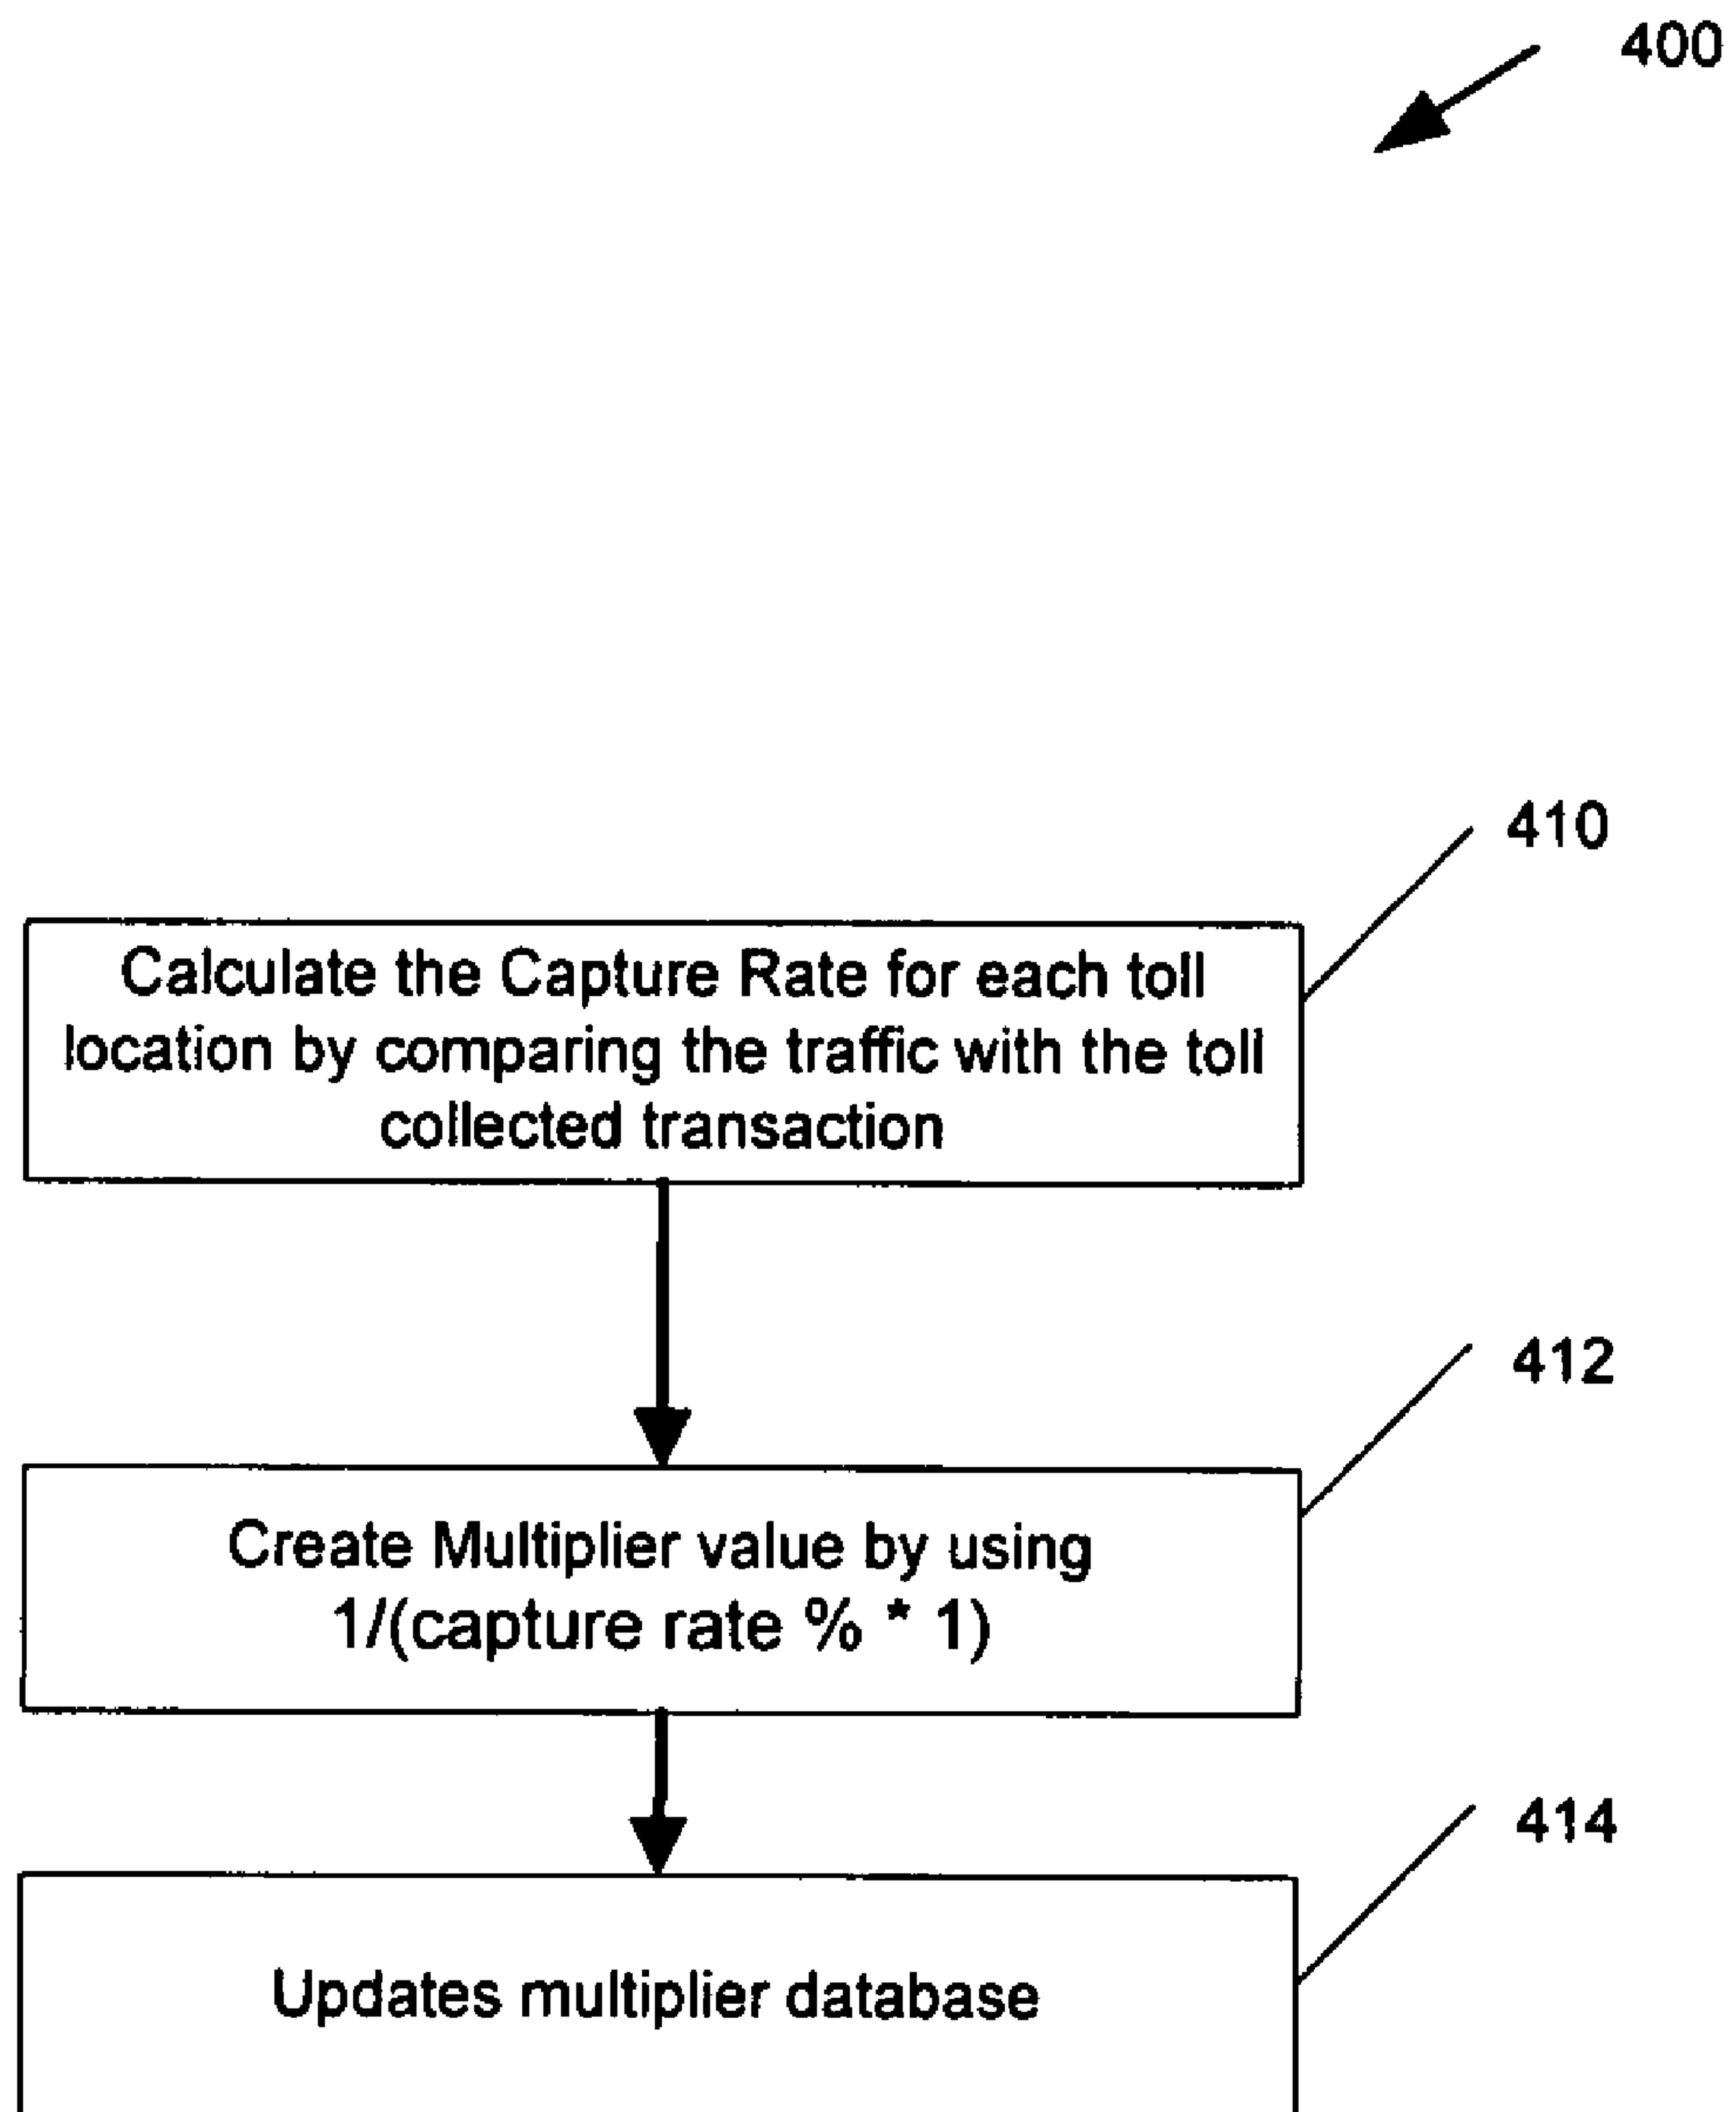 400
410
Calculate the Capture Rate for each toll
location by comparing the traffic with the toll
collected transaction
412
Create Multiplier value by using
1/(capture rate % * 1)
414
Updates multiplier database